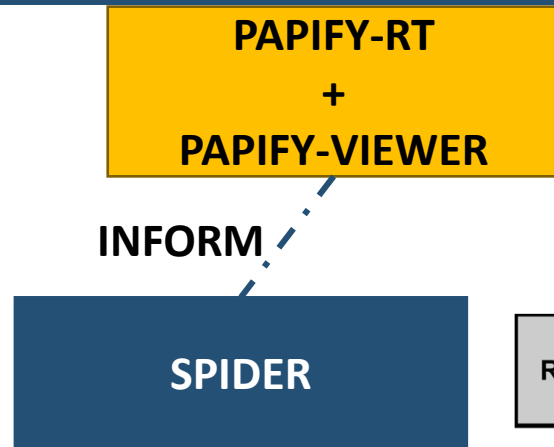 PAPIFY-RT
+
PAPIFY-VIEWER
INFORM
SPIDER
R